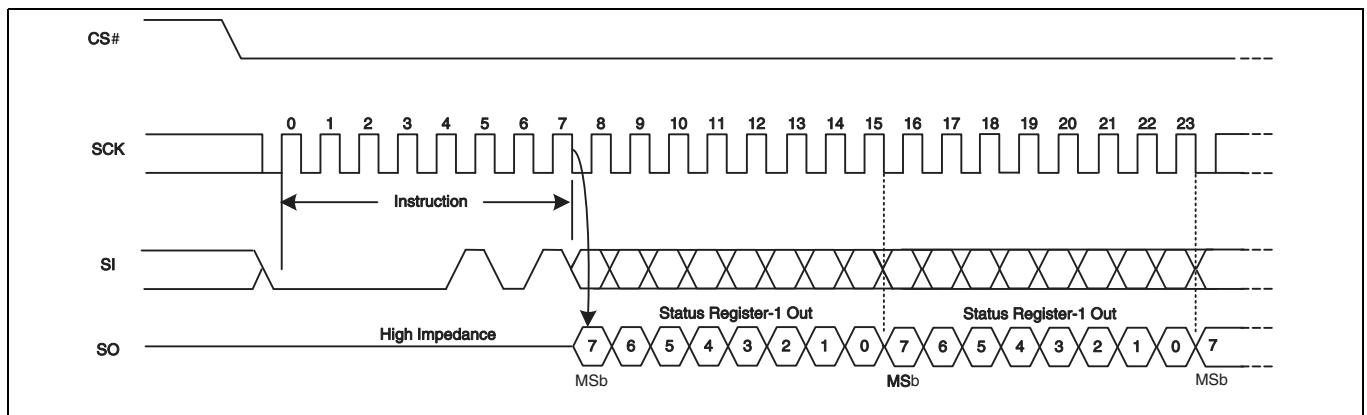 CS#
0 1 2 3 4 5 6 7 8 9 10 11 12 13 14 15 16 17 18 19 20 21 22 23
SCK
Instruction
SI
Status Register-1 Out Status Register-1 Out
High Impedance
SO 7 6 5 4 3 2 1 0 7 6 5 4 3 2 1 0 7
MSb MSb MSb